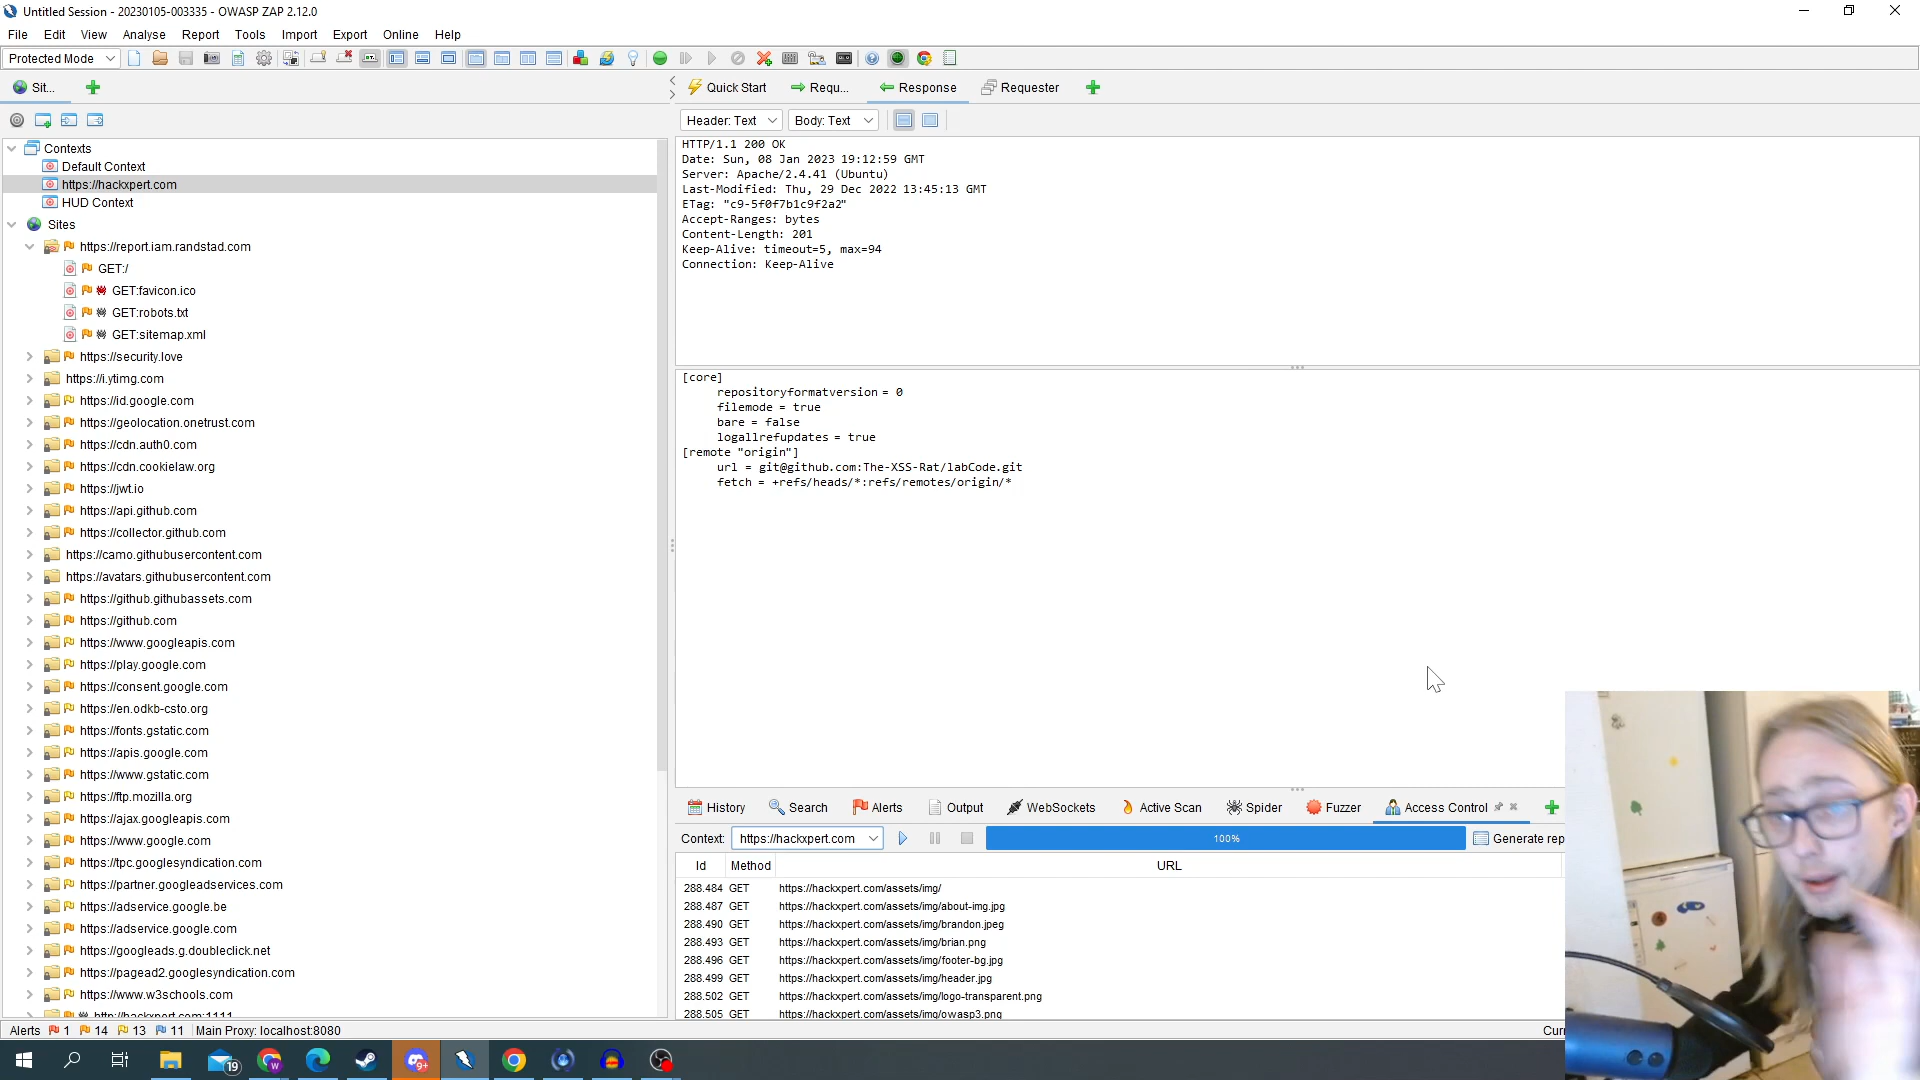 Untitled Session - 20230105-003335 - OWASP ZAP 2.12.0
File Edit View Analyse Report Tools Import Export Online Help
Protected Mode
Sit...
Quick Start
Requ...
Response
Requester
Header: Text
Body: Text
Contexts
Default Context
https://hackxpert.com
HUD Context
Sites
https://report.iam.randstad.com
GET:/
GET:favicon.ico
GET:robots.txt
GET:sitemap.xml
https://security.love
https://i.ytimg.com
https://id.google.com
https://geolocation.onetrust.com
https://cdn.auth0.com
https://cdn.cookielaw.org
https://jwt.io
https://api.github.com
https://collector.github.com
https://camo.githubusercontent.com
https://avatars.githubusercontent.com
https://github.githubassets.com
https://github.com
https://www.googleapis.com
https://play.google.com
https://consent.google.com
https://en.odkb-csto.org
https://fonts.gstatic.com
https://apis.google.com
https://www.gstatic.com
https://ftp.mozilla.org
https://ajax.googleapis.com
https://www.google.com
https://tpc.googlesyndication.com
https://partner.googleadservices.com
https://adservice.google.be
https://adservice.google.com
https://googleads.g.doubleclick.net
https://pagead2.googlesyndication.com
https://www.w3schools.com
http://hackxpert.com:1111
HTTP/1.1 200 OK
Date: Sun, 08 Jan 2023 19:12:59 GMT
Server: Apache/2.4.41 (Ubuntu)
Last-Modified: Thu, 29 Dec 2022 13:45:13 GMT
ETag: "c9-5f0f7b1c9f2a2"
Accept-Ranges: bytes
Content-Length: 201
Keep-Alive: timeout=5, max=94
Connection: Keep-Alive
[core]
repositoryformatversion = 0
filemode = true
bare = false
logallrefupdates = true
[remote "origin"]
url = git@github.com:The-XSS-Rat/labCode.git
fetch = +refs/heads/*:refs/remotes/origin/*
History Search Alerts Output WebSockets Active Scan Spider Fuzzer Access Control
Context: https://hackxpert.com 100% Generate rep
Id Method URL
288.484 GET https://hackxpert.com/assets/img/
288.487 GET https://hackxpert.com/assets/img/about-img.jpg
288.490 GET https://hackxpert.com/assets/img/brandon.jpeg
288.493 GET https://hackxpert.com/assets/img/brian.png
288.496 GET https://hackxpert.com/assets/img/footer-bg.jpg
288.499 GET https://hackxpert.com/assets/img/header.jpg
288.502 GET https://hackxpert.com/assets/img/logo-transparent.png
288.505 GET https://hackxpert.com/assets/img/owasp3.png
Alerts 1 14 13 11 Main Proxy: localhost:8080
Curr
19
W
9+